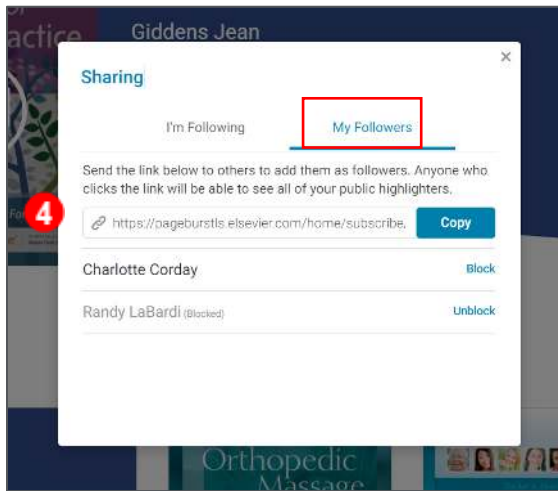 actice
Giddens Jean
Sharing
×
I'm Following
My Followers
Send the link below to others to add them as followers. Anyone who
clicks the link will be able to see all of your public highlighters.
4
https://pageburstls.elsevier.com/home/subscribe.
Copy
Charlotte Corday
Block
Randy LaBardi (Blocked)
Unblock
Orthopedic
Massage